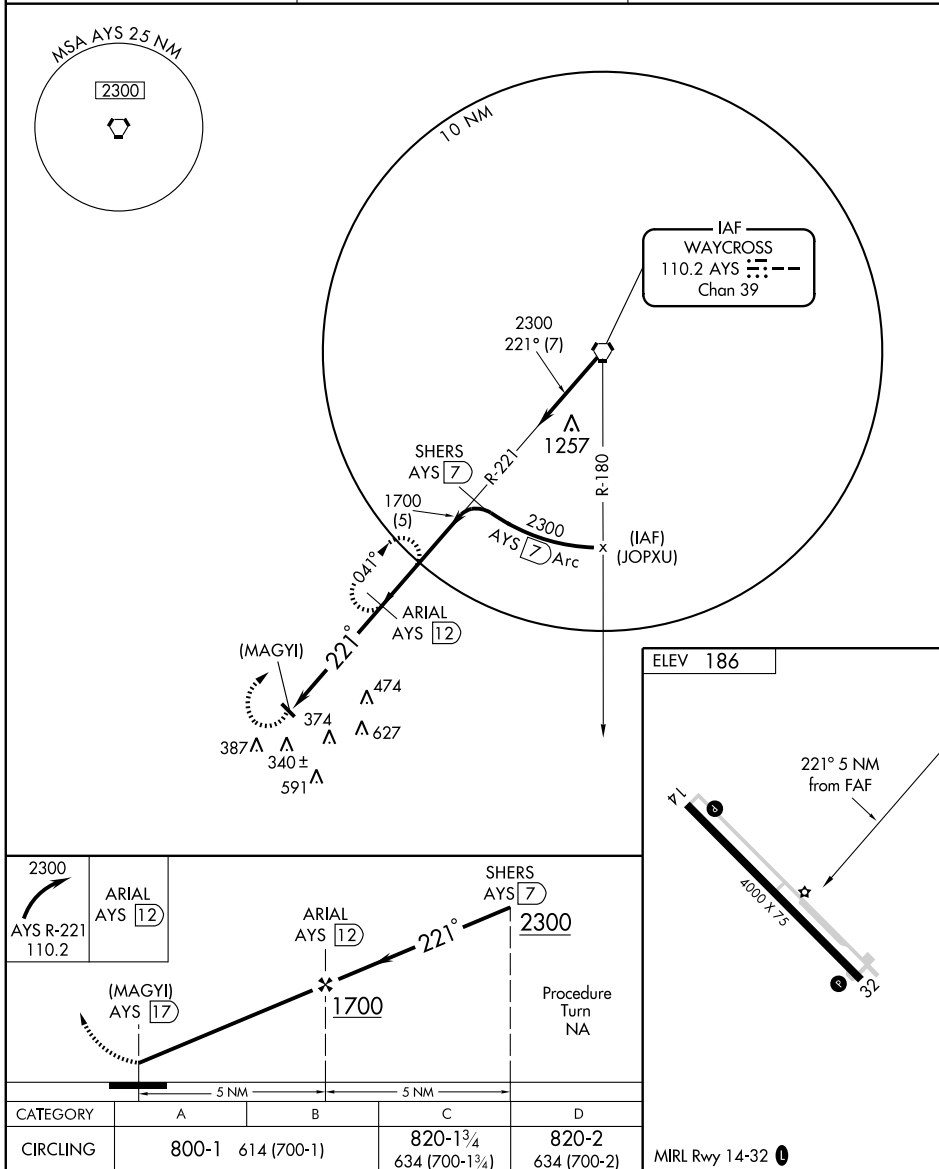 MSA AYS 25 NM
2300
10 NM
IAF
WAYCROSS
110.2 AYS
Chan 39
2300
221° (7)
1257
R-221
R-180
SHERS
AYS 7
1700
(5)
2300
AYS 7 Arc
(IAF)
(JOPXU)
041°
ARIAL
AYS 12
221°
(MAGYI)
474
374
627
387
340 ±
591
ELEV 186
221° 5 NM
from FAF
14
P
4000 X 75
P
32
MIRL Rwy 14-32 L
2300
AYS R-221
110.2
ARIAL
AYS 12
SHERS
AYS 7
2300
ARIAL
AYS 12
221°
1700
(MAGYI)
AYS 17
Procedure
Turn
NA
5 NM
5 NM
CATEGORY A B C D
CIRCLING 800-1 614 (700-1) 820-1¾ 634 (700-1¾) 820-2 634 (700-2)